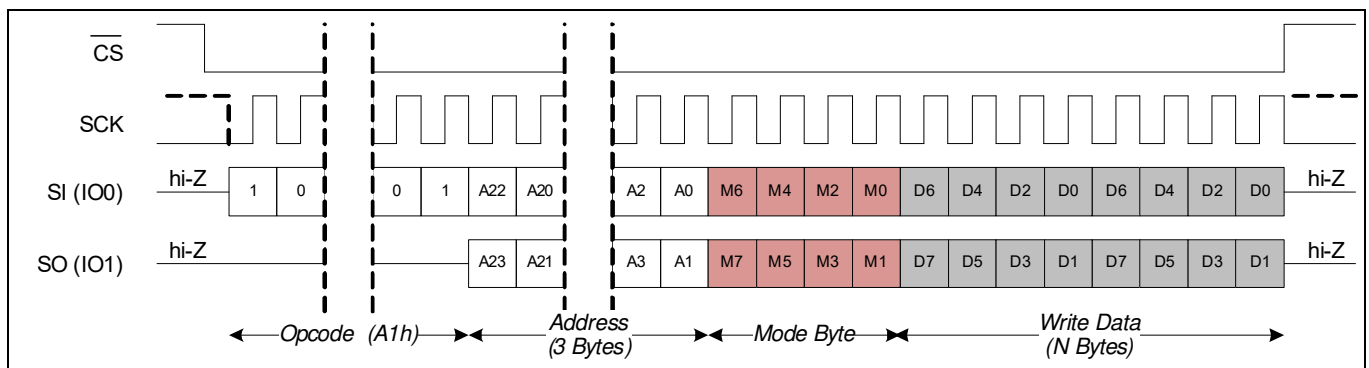 CS
SCK
SI (IO0) hi-Z 1 0 0 1 A22 A20 A2 A0 M6 M4 M2 M0 D6 D4 D2 D0 D6 D4 D2 D0 hi-Z
SO (IO1) hi-Z A23 A21 A3 A1 M7 M5 M3 M1 D7 D5 D3 D1 D7 D5 D3 D1 hi-Z
Opcode (A1h) Address Mode Byte Write Data
(3 Bytes) (N Bytes)